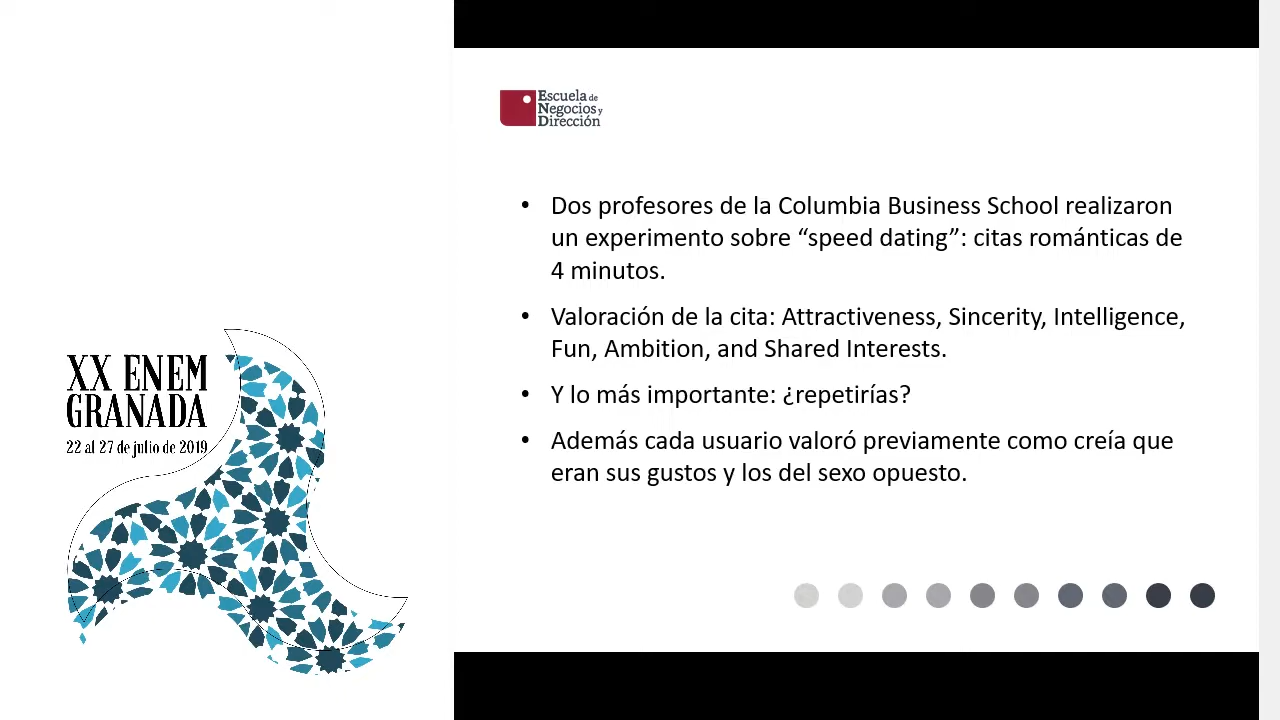 XX ENEM
GRANADA
22 al 27 de julio de 2019
Escuela de
Negocios y
Dirección
• Dos profesores de la Columbia Business School realizaron
un experimento sobre “speed dating”: citas románticas de
4 minutos.
• Valoración de la cita: Attractiveness, Sincerity, Intelligence,
Fun, Ambition, and Shared Interests.
• Y lo más importante: ¿repetirías?
• Además cada usuario valoró previamente como creía que
eran sus gustos y los del sexo opuesto.